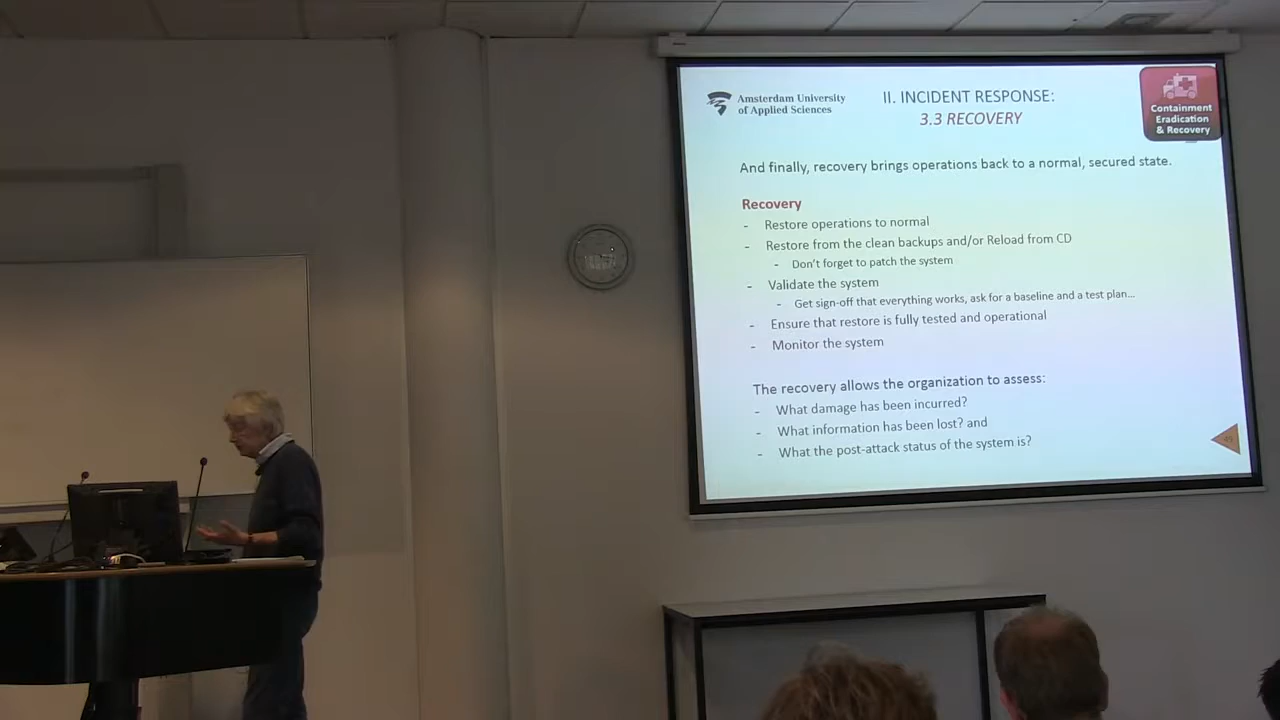 Amsterdam University
of Applied Sciences
II. INCIDENT RESPONSE:
3.3 RECOVERY
Containment
Eradication
& Recovery
And finally, recovery brings operations back to a normal, secured state.
Recovery
- Restore operations to normal
- Restore from the clean backups and/or Reload from CD
- Don't forget to patch the system
- Validate the system
- Get sign-off that everything works, ask for a baseline and a test plan...
- Ensure that restore is fully tested and operational
- Monitor the system
The recovery allows the organization to assess:
- What damage has been incurred?
- What information has been lost? and
- What the post-attack status of the system is?